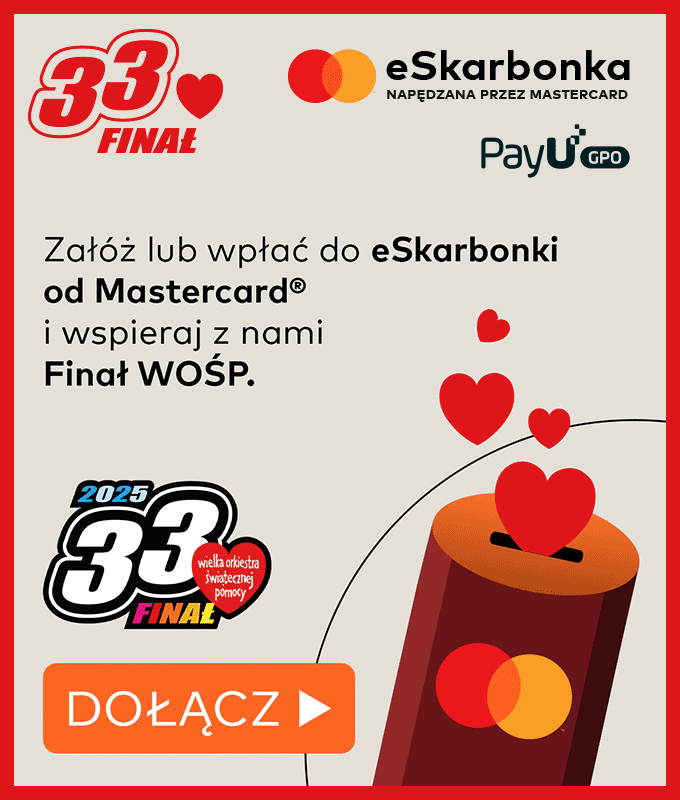 33
FINAŁ
eSkarbonka
NAPĘDZANA PRZEZ MASTERCARD
PayU GPO
Załóż lub wpłać do eSkarbonki
od Mastercard®
i wspieraj z nami
Finał WOŚP.
2025
33
wielka orkiestra
świątecznej
pomocy
FINAŁ
DOŁĄCZ